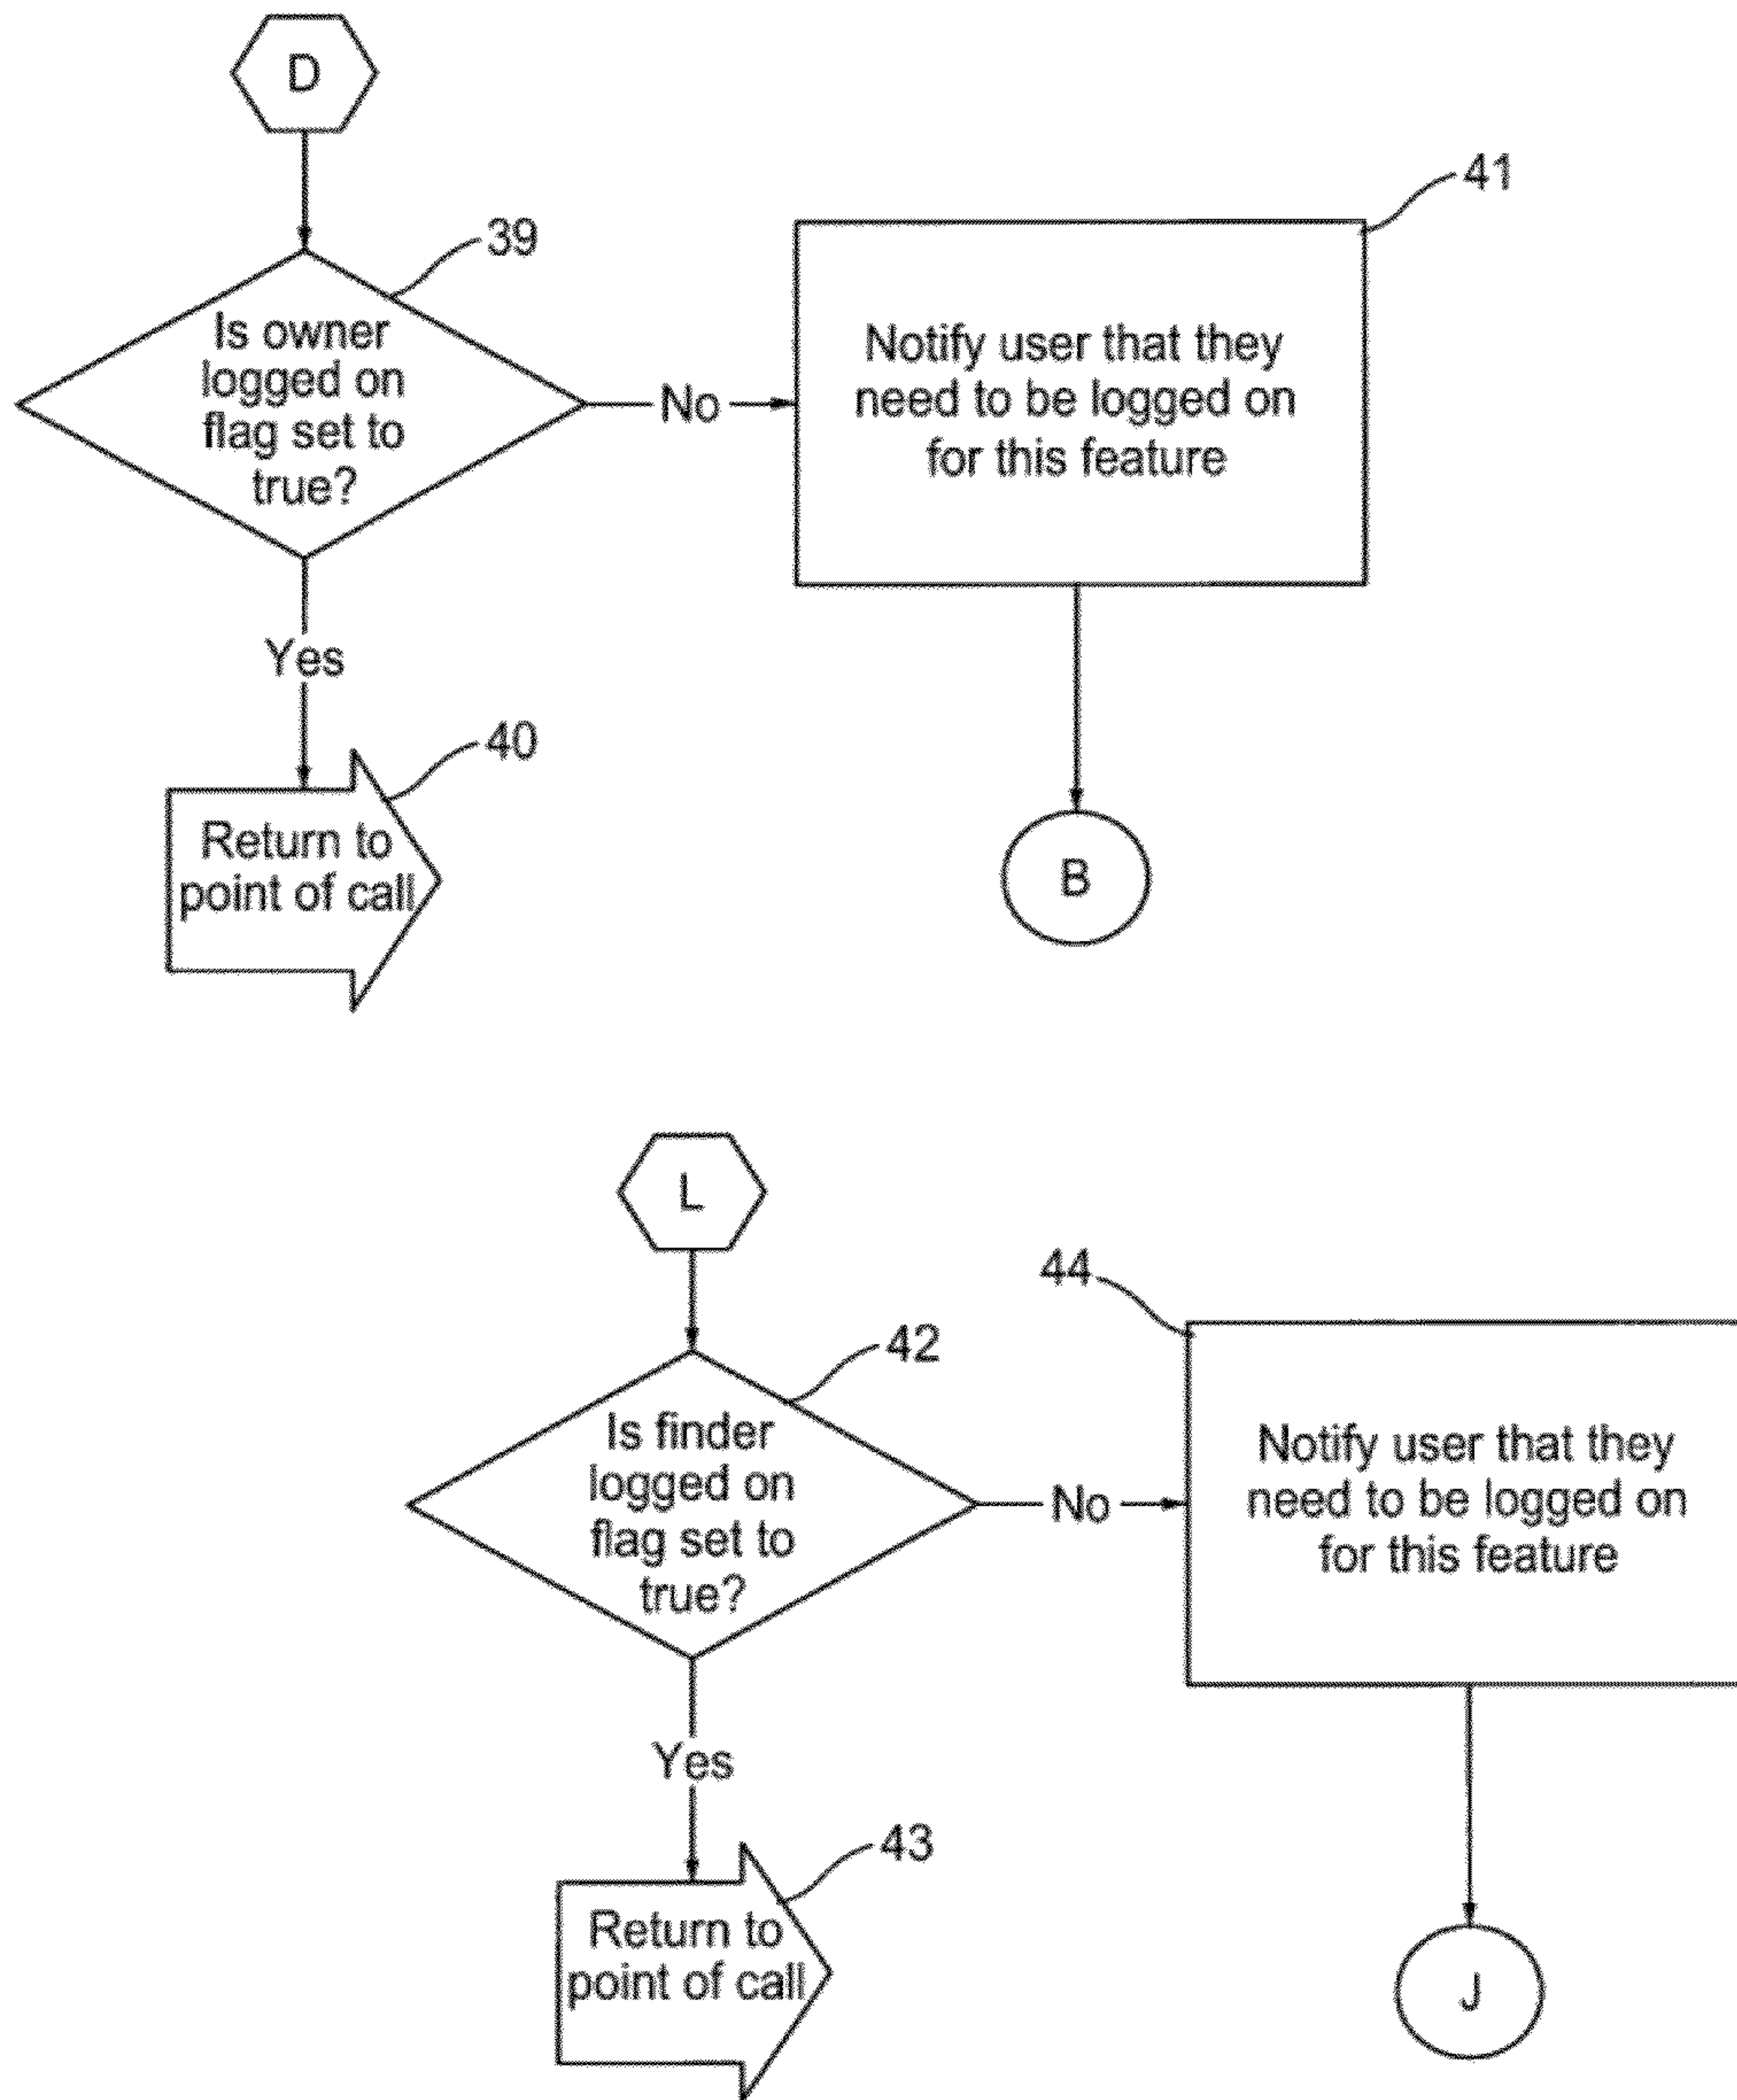 D
39
Is owner
logged on
flag set to
true?
No
41
Notify user that they
need to be logged on
for this feature
Yes
40
Return to
point of call
B
L
42
Is finder
logged on
flag set to
true?
No
44
Notify user that they
need to be logged on
for this feature
Yes
43
Return to
point of call
J